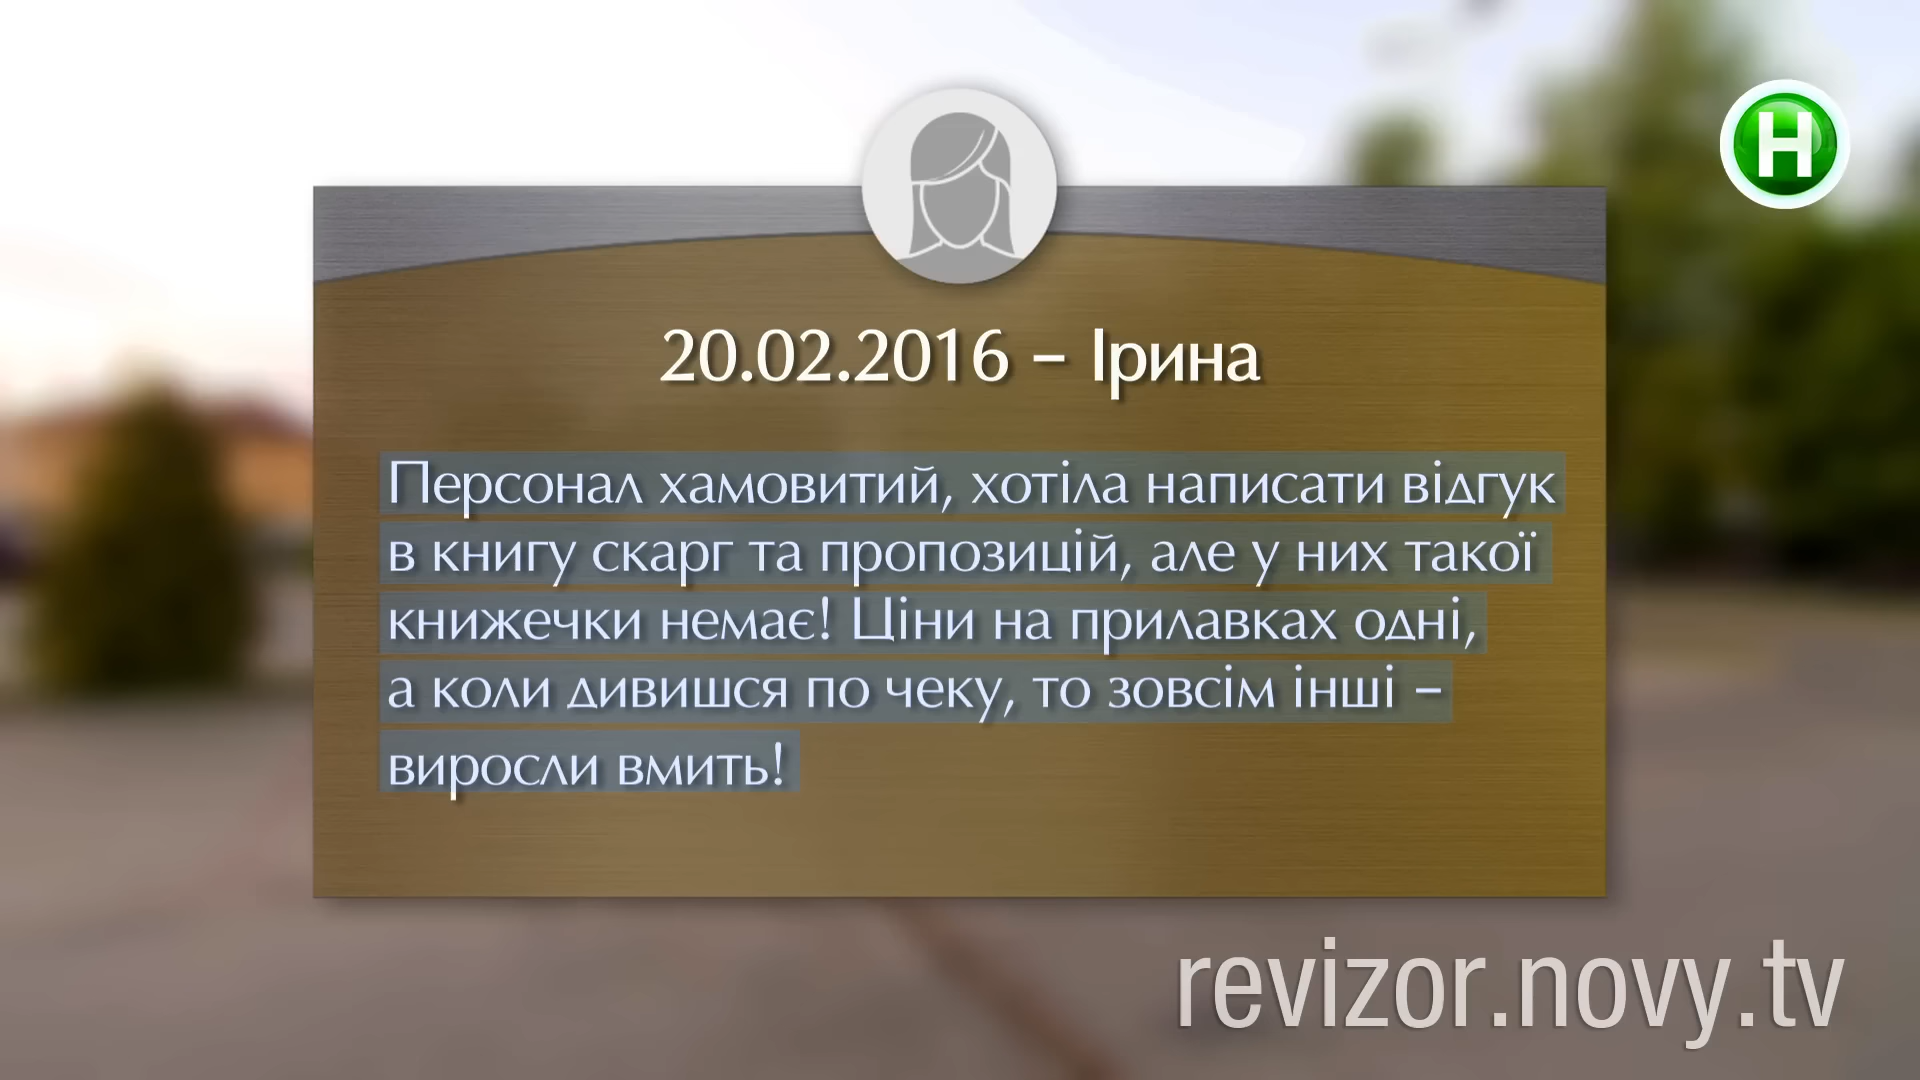 Н
20.02.2016 – Ірина
Персонал хамовитий, хотіла написати відгук
в книгу скарг та пропозицій, але у них такої
книжечки немає! Ціни на прилавках одні,
а коли дивишся по чеку, то зовсім інші –
виросли вмить!
revizor.novy.tv